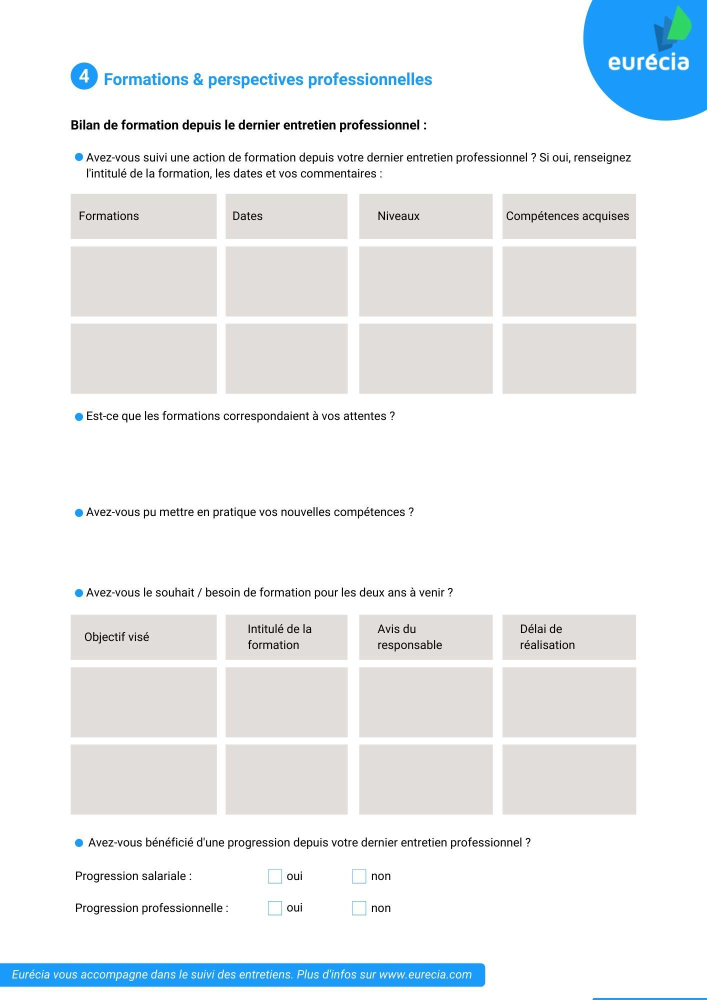 eurécia
4 Formations & perspectives professionnelles
Bilan de formation depuis le dernier entretien professionnel :
Avez-vous suivi une action de formation depuis votre dernier entretien professionnel ? Si oui, renseignez
l'intitulé de la formation, les dates et vos commentaires :
Formations Dates Niveaux Compétences acquises
Est-ce que les formations correspondaient à vos attentes ?
Avez-vous pu mettre en pratique vos nouvelles compétences ?
Avez-vous le souhait / besoin de formation pour les deux ans à venir ?
Objectif visé
Intitulé de la
formation
Avis du
responsable
Délai de
réalisation
Avez-vous bénéficié d'une progression depuis votre dernier entretien professionnel ?
Progression salariale : oui non
Progression professionnelle : oui non
Eurécia vous accompagne dans le suivi des entretiens. Plus d'infos sur www.eurecia.com